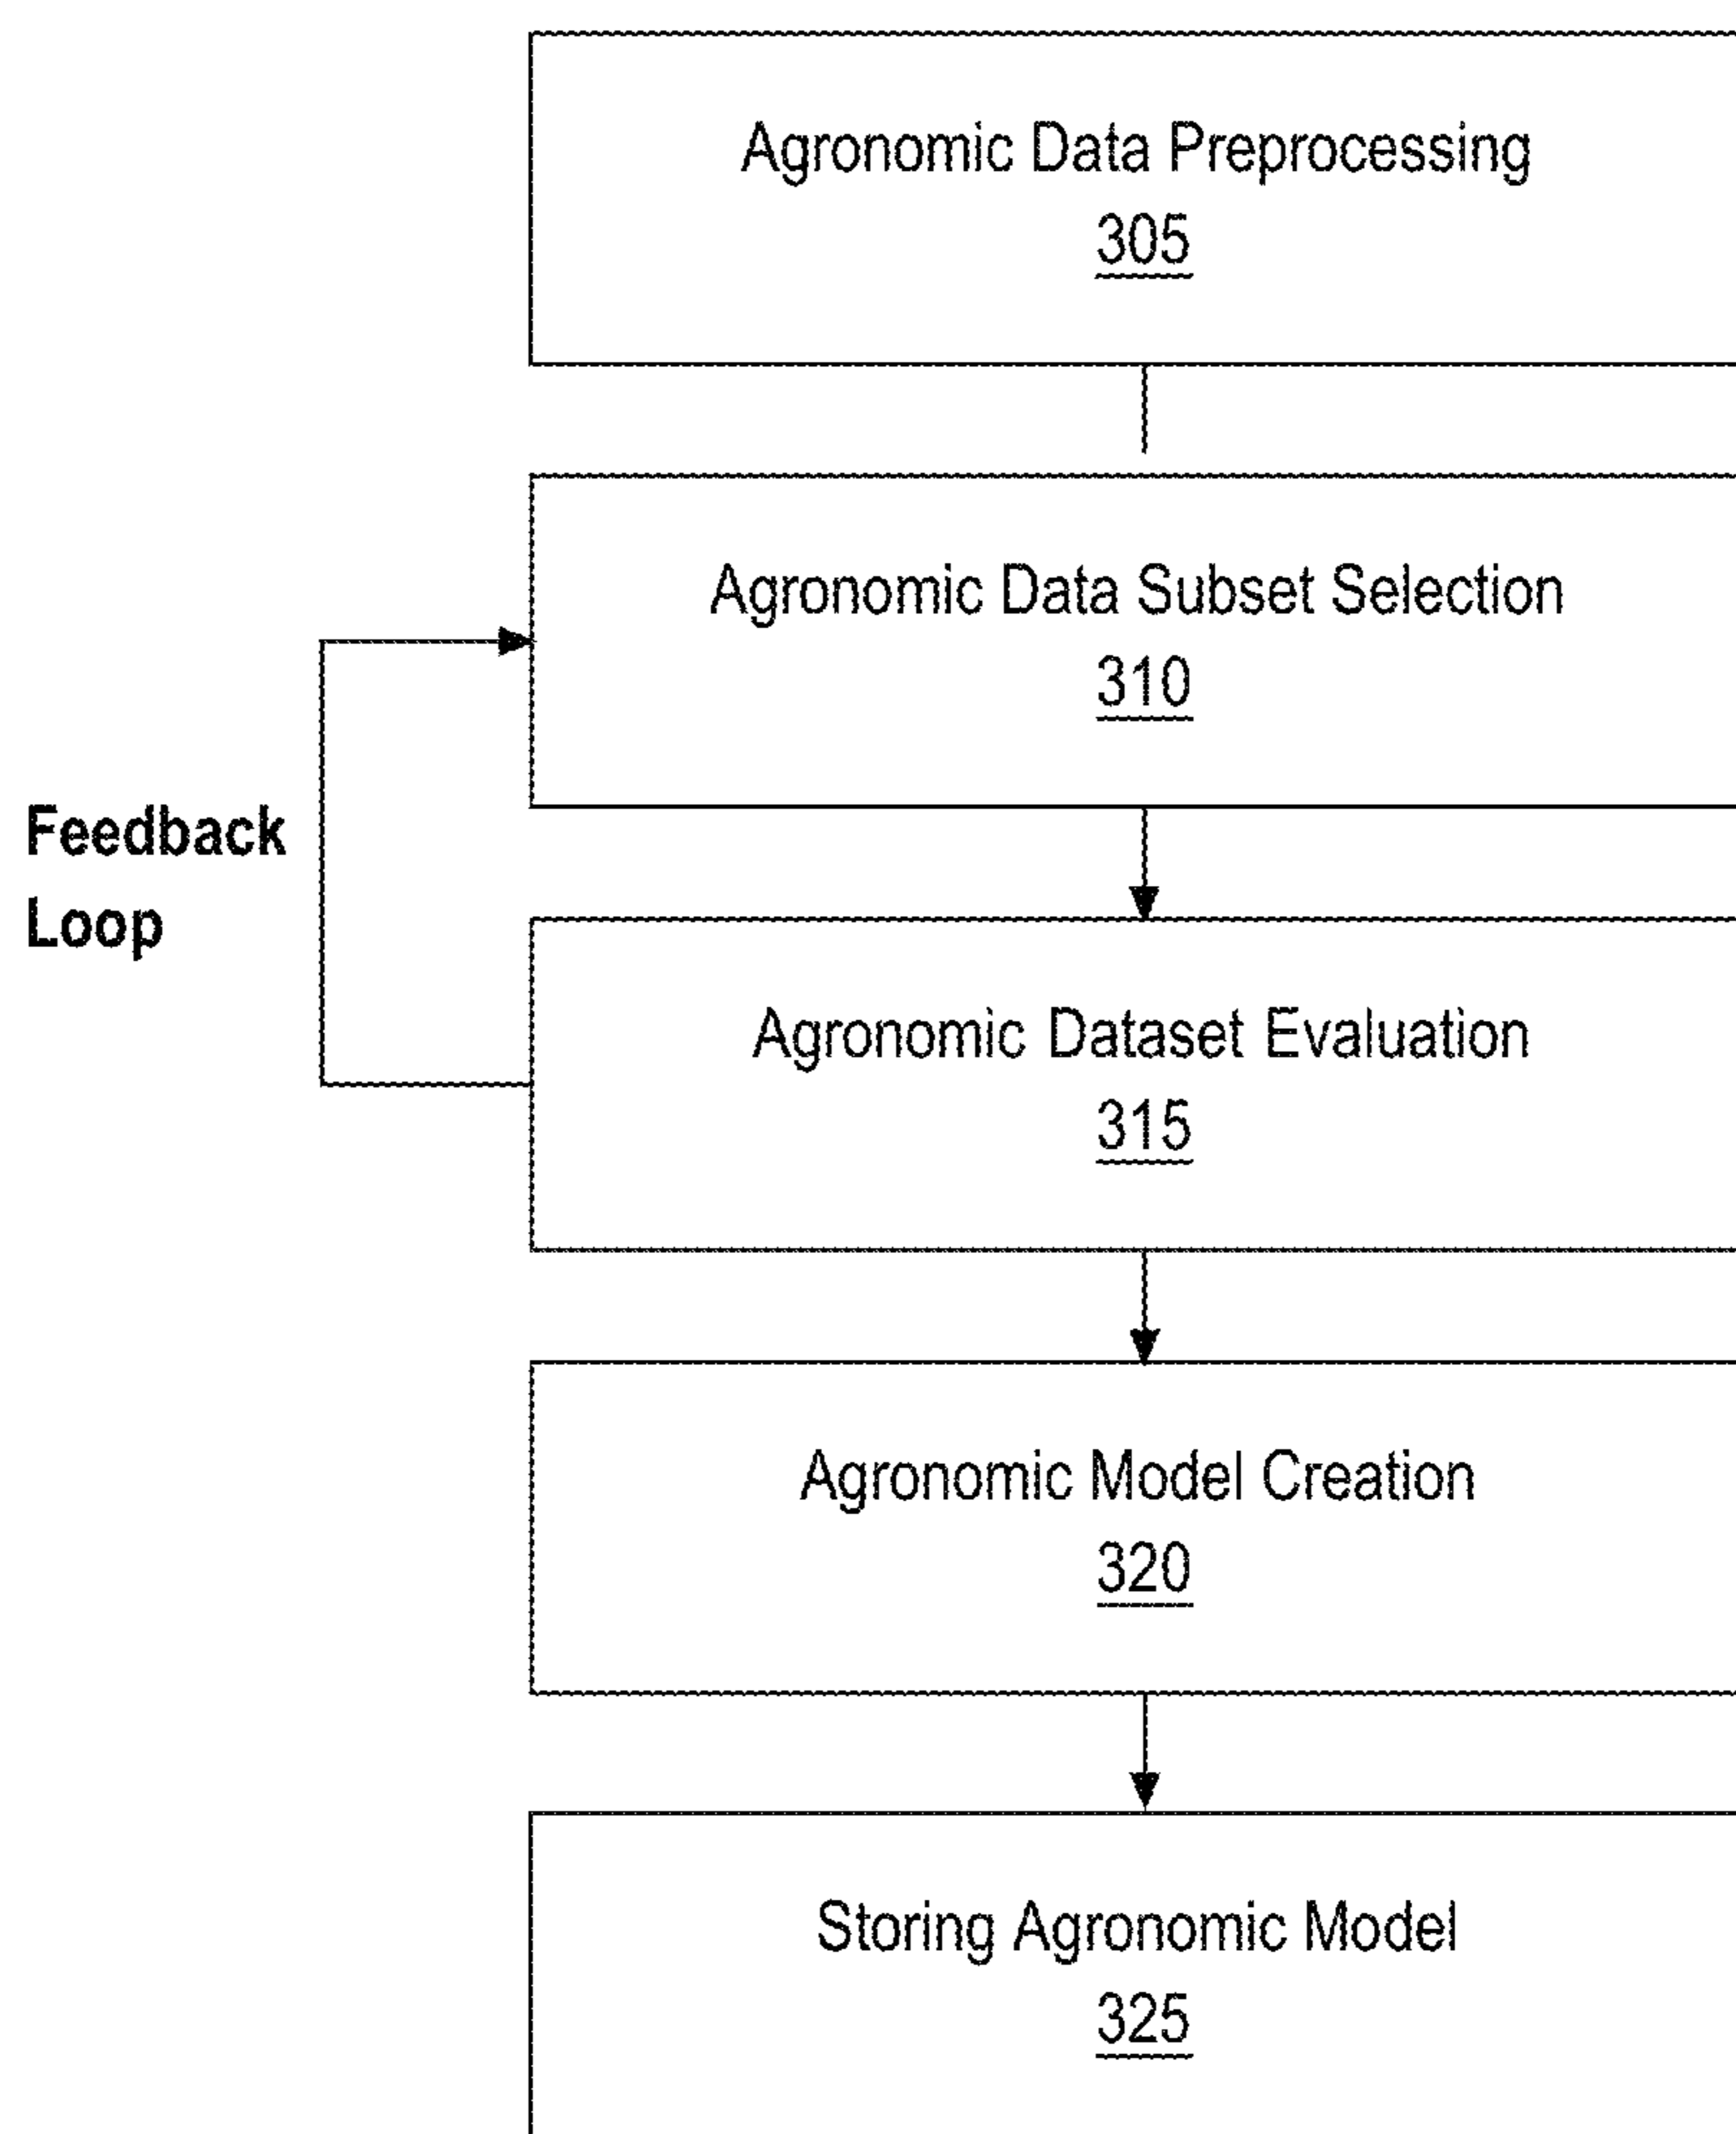 Agronomic Data Preprocessing
305
Agronomic Data Subset Selection
310
Feedback
Loop
Agronomic Dataset Evaluation
315
Agronomic Model Creation
320
Storing Agronomic Model
325